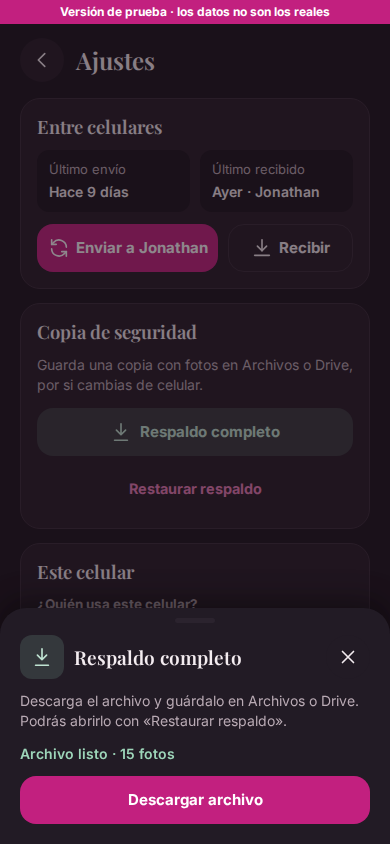 Versión de prueba · los datos no son los reales
Ajustes
Entre celulares
Último envío
Hace 9 días
Último recibido
Ayer · Jonathan
Enviar a Jonathan
Recibir
Copia de seguridad
Guarda una copia con fotos en Archivos o Drive,
por si cambias de celular.
Respaldo completo
Restaurar respaldo
Este celular
¿Quién usa este celular?
Respaldo completo
Descarga el archivo y guárdalo en Archivos o Drive.
Podrás abrirlo con «Restaurar respaldo».
Archivo listo · 15 fotos
Descargar archivo